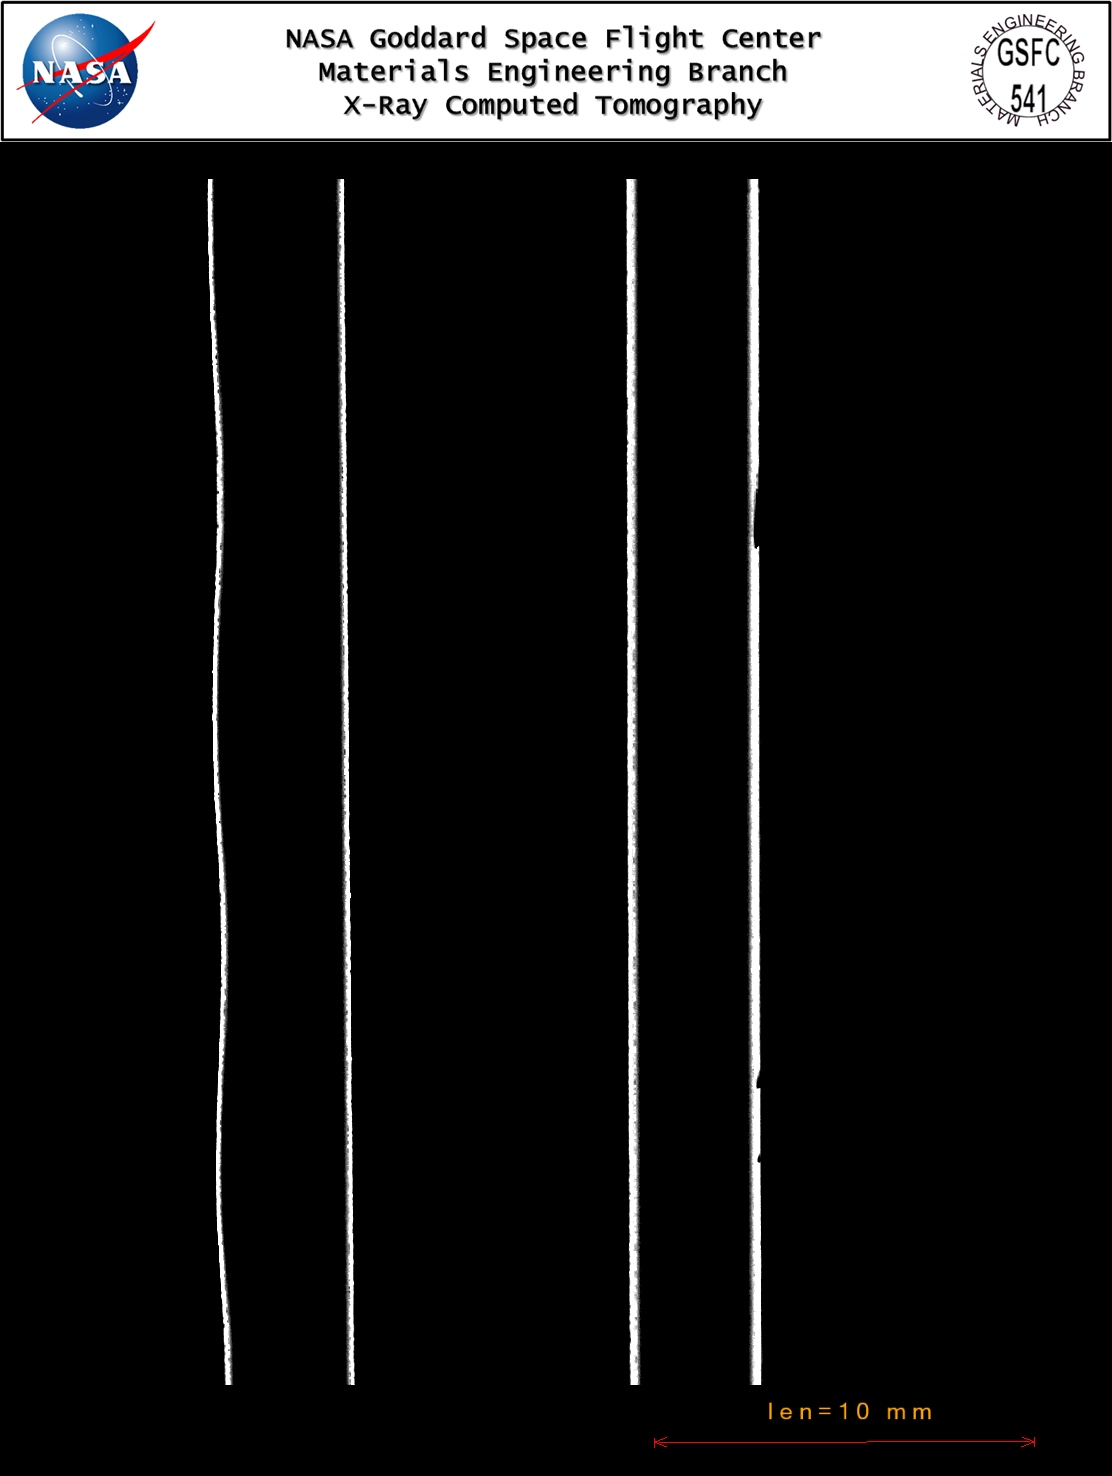 NASA
NASA Goddard Space Flight Center
Materials Engineering Branch
X-Ray Computed Tomography
MATERIALS ENGINEERING BRANCH
GSFC
541
len=10 mm